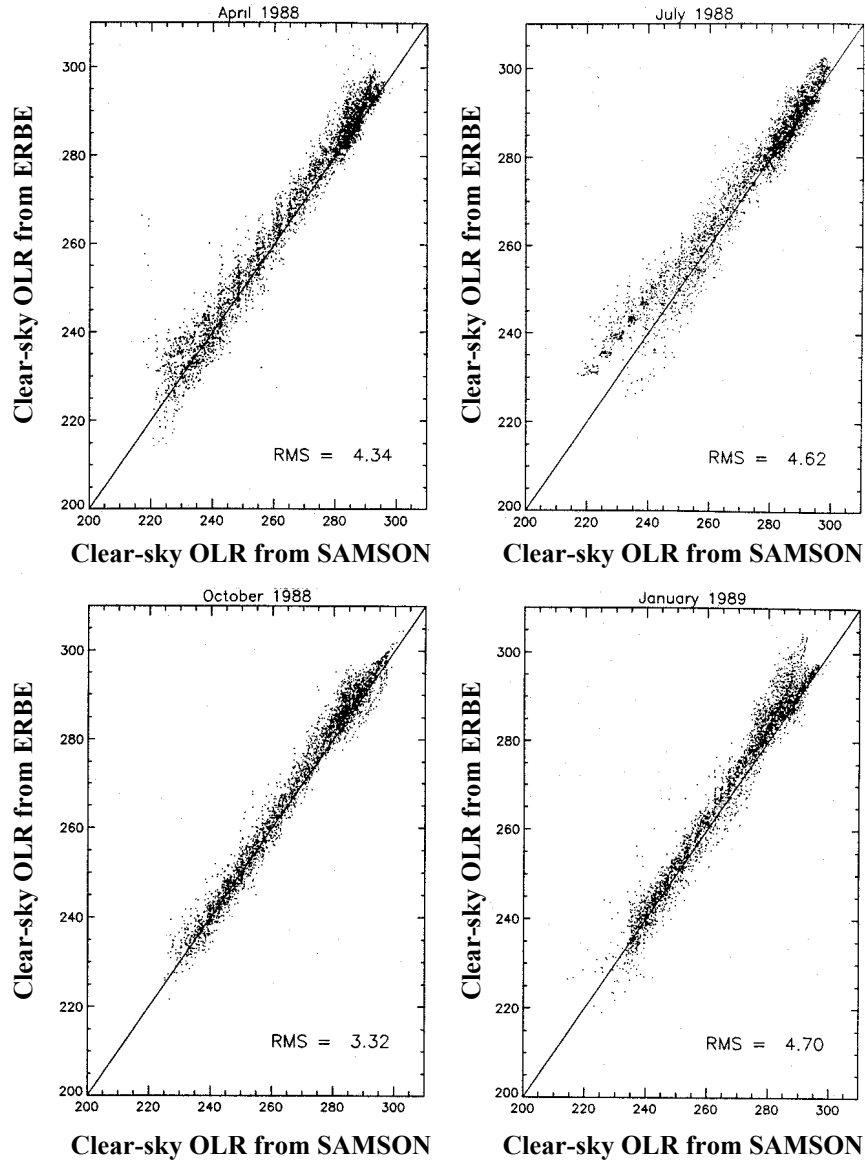 April 1988
Clear-sky OLR from ERBE
300
280
260
240
220
200
RMS = 4.34
200 220 240 260 280 300
Clear-sky OLR from SAMSON
July 1988
Clear-sky OLR from ERBE
300
280
260
240
220
200
RMS = 4.62
200 220 240 260 280 300
Clear-sky OLR from SAMSON
October 1988
Clear-sky OLR from ERBE
300
280
260
240
220
200
RMS = 3.32
200 220 240 260 280 300
Clear-sky OLR from SAMSON
January 1989
Clear-sky OLR from ERBE
300
280
260
240
220
200
RMS = 4.70
200 220 240 260 280 300
Clear-sky OLR from SAMSON